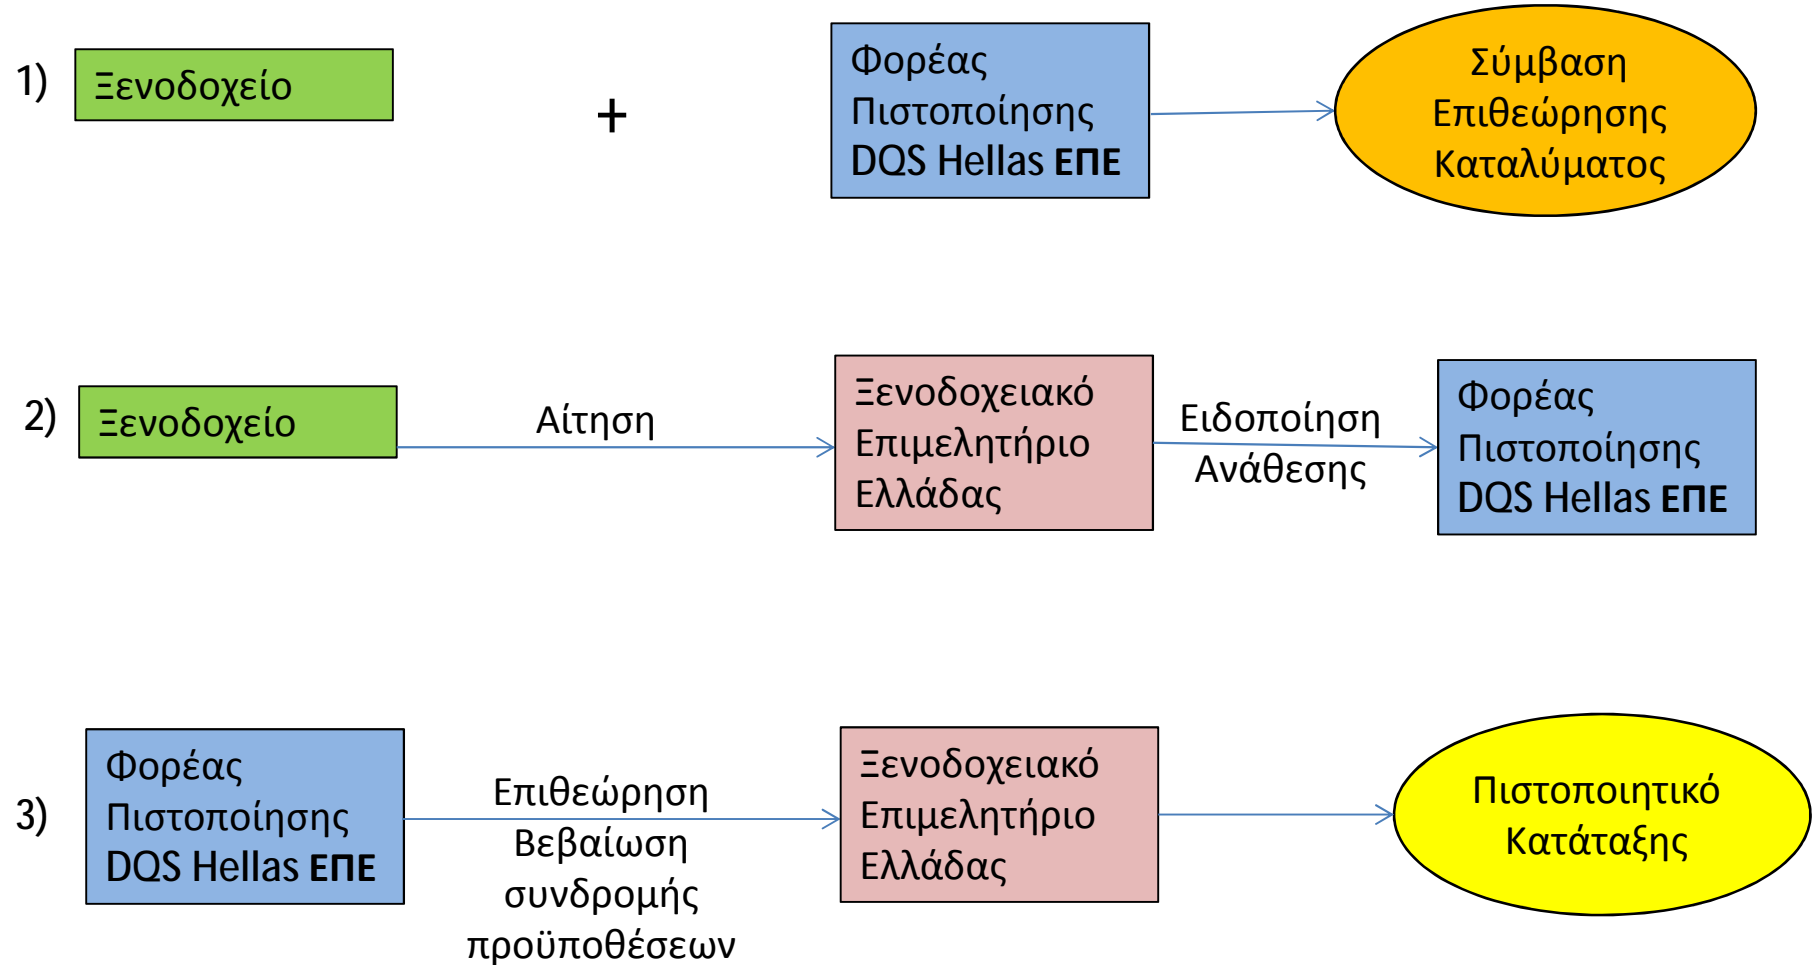 1)
Ξενοδοχείο
+
Φορέας
Πιστοποίησης
DQS Hellas ΕΠΕ
Σύμβαση
Επιθεώρησης
Καταλύματος
2)
Ξενοδοχείο
Αίτηση
Ξενοδοχειακό
Επιμελητήριο
Ελλάδας
Ειδοποίηση
Ανάθεσης
Φορέας
Πιστοποίησης
DQS Hellas ΕΠΕ
3)
Φορέας
Πιστοποίησης
DQS Hellas ΕΠΕ
Επιθεώρηση
Βεβαίωση
συνδρομής
προϋποθέσεων
Ξενοδοχειακό
Επιμελητήριο
Ελλάδας
Πιστοποιητικό
Κατάταξης